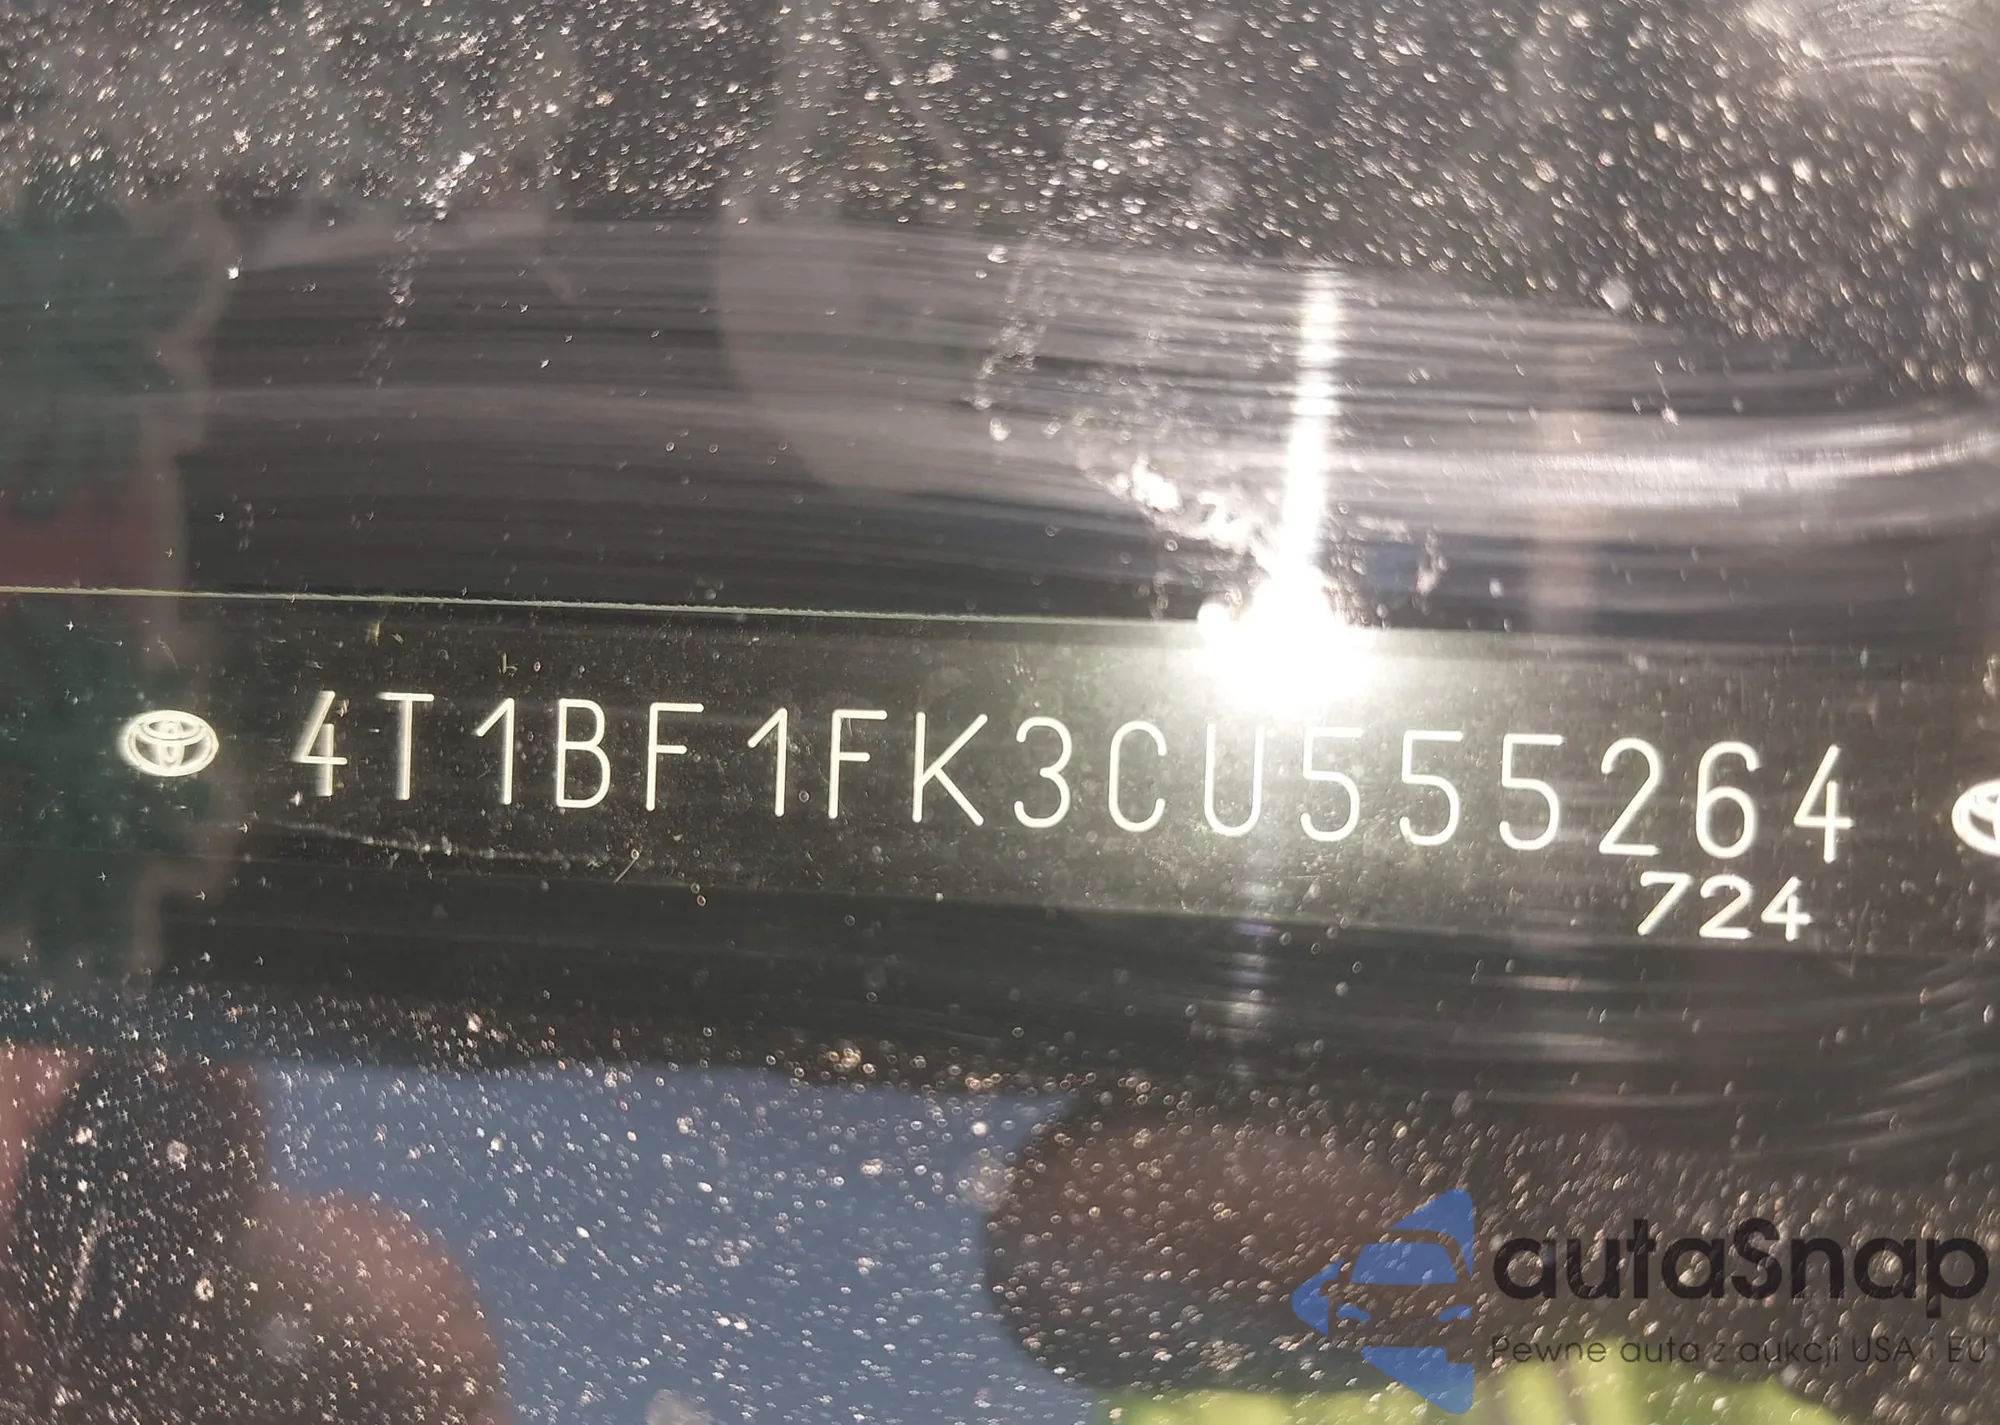 4T1BF1FK3CU555264
724
autaSnap
Pewne auta z aukcji USA i EU